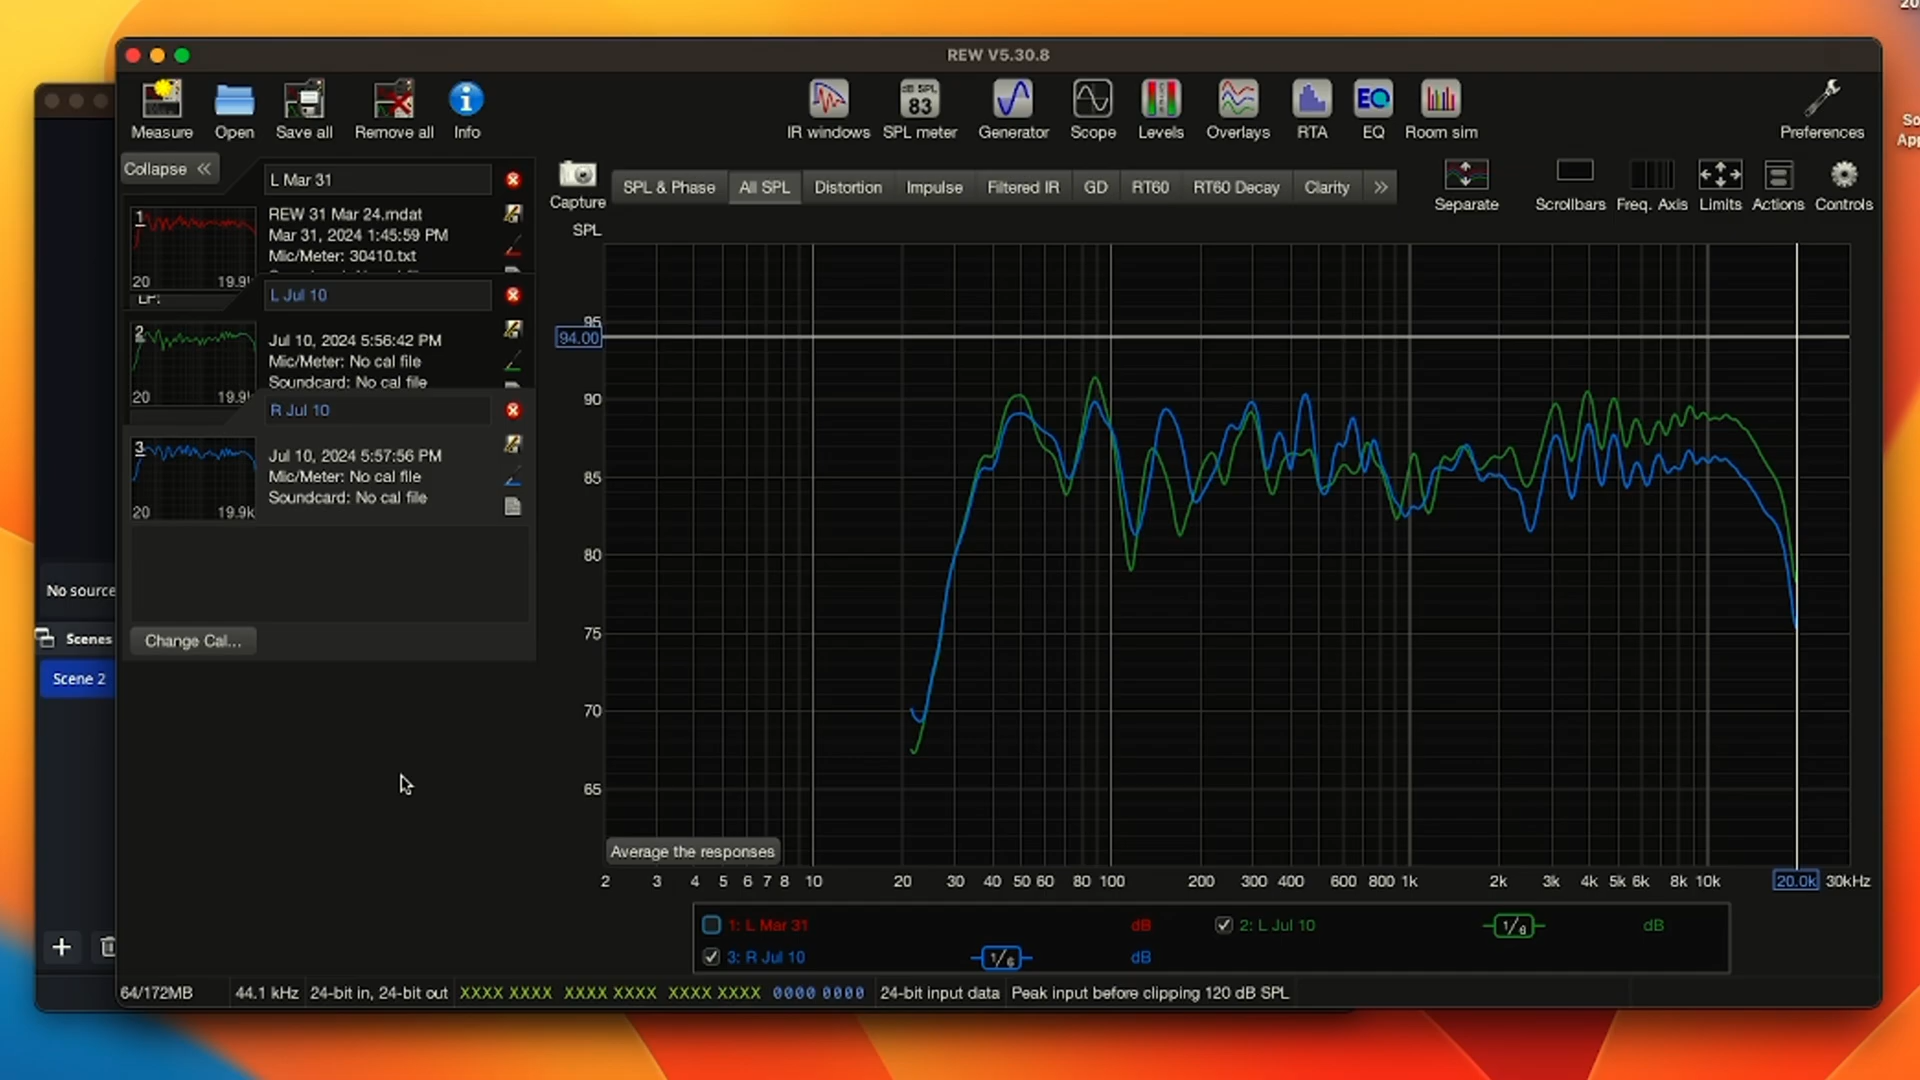 20
REW V5.30.8
So
App
Measure
Open
Save all
Remove all
Info
IR windows
dB SPL
83
SPL meter
Generator
Scope
Levels
Overlays
RTA
EQ
EQ
Room sim
Preferences
Collapse
L Mar 31
1
20 19.9
REW 31 Mar 24.mdat
Mar 31, 2024 1:45:59 PM
Mic/Meter: 30410.txt
L Jul 10
2
20 19.9
Jul 10, 2024 5:56:42 PM
Mic/Meter: No cal file
Soundcard: No cal file
R Jul 10
3
20 19.9k
Jul 10, 2024 5:57:56 PM
Mic/Meter: No cal file
Soundcard: No cal file
Change Cal...
Capture
SPL & Phase
All SPL
Distortion
Impulse
Filtered IR
GD
RT60
RT60 Decay
Clarity
Separate
Scrollbars
Freq. Axis
Limits
Actions
Controls
SPL
95
94.00
90
85
80
75
70
65
Average the responses
2 3 4 5 6 7 8 10 20 30 40 50 60 80 100 200 300 400 600 800 1k 2k 3k 4k 5k 6k 8k 10k 20.0k 30kHz
1: L Mar 31 dB
2: L Jul 10 1/6 dB
3: R Jul 10 1/6 dB
No source
Scenes
Scene 2
64/172MB
44.1 kHz
24-bit in, 24-bit out
XXXX XXXX XXXX XXXX XXXX XXXX 0000 0000
24-bit input data
Peak input before clipping 120 dB SPL